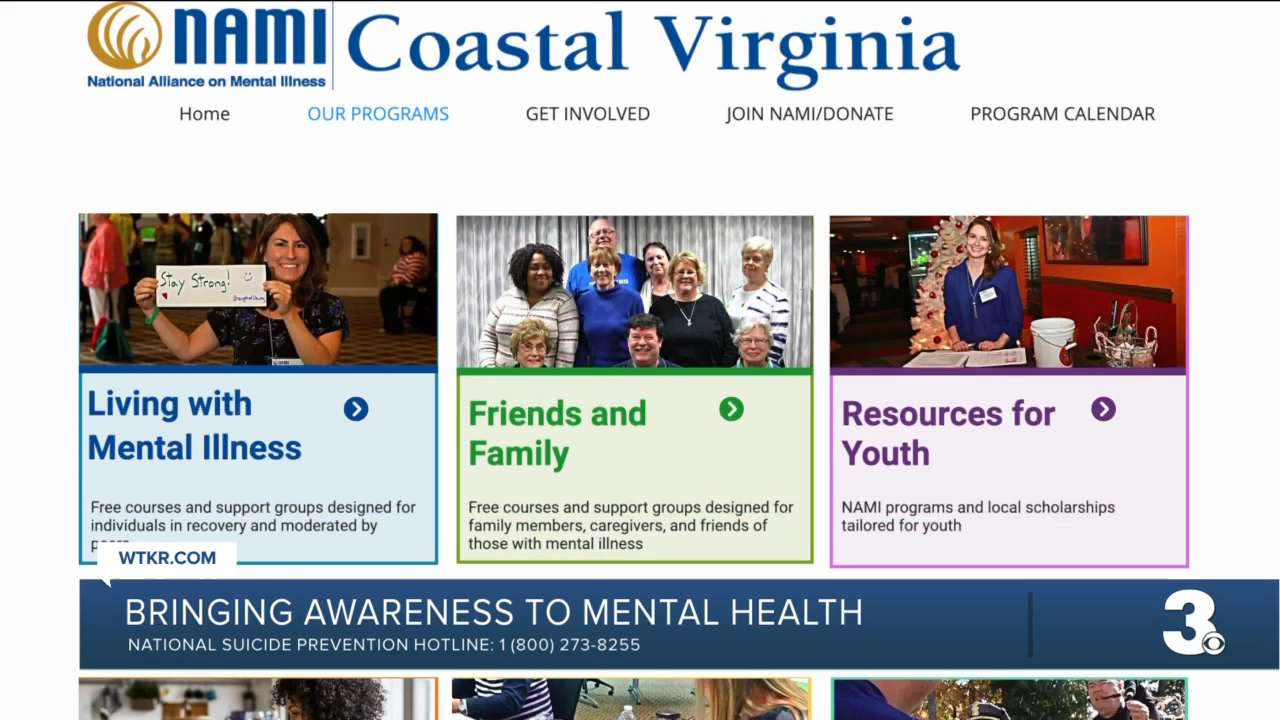 NAMI
National Alliance on Mental Illness
Coastal Virginia
Home
OUR PROGRAMS
GET INVOLVED
JOIN NAMI/DONATE
PROGRAM CALENDAR
Stay Strong!
NAMI
Living with
Mental Illness
Free courses and support groups designed for
individuals in recovery and moderated by
Friends and
Family
Free courses and support groups designed for
family members, caregivers, and friends of
those with mental illness
Resources for
Youth
NAMI programs and local scholarships
tailored for youth
WTKR.COM
BRINGING AWARENESS TO MENTAL HEALTH
NATIONAL SUICIDE PREVENTION HOTLINE: 1 (800) 273-8255
3